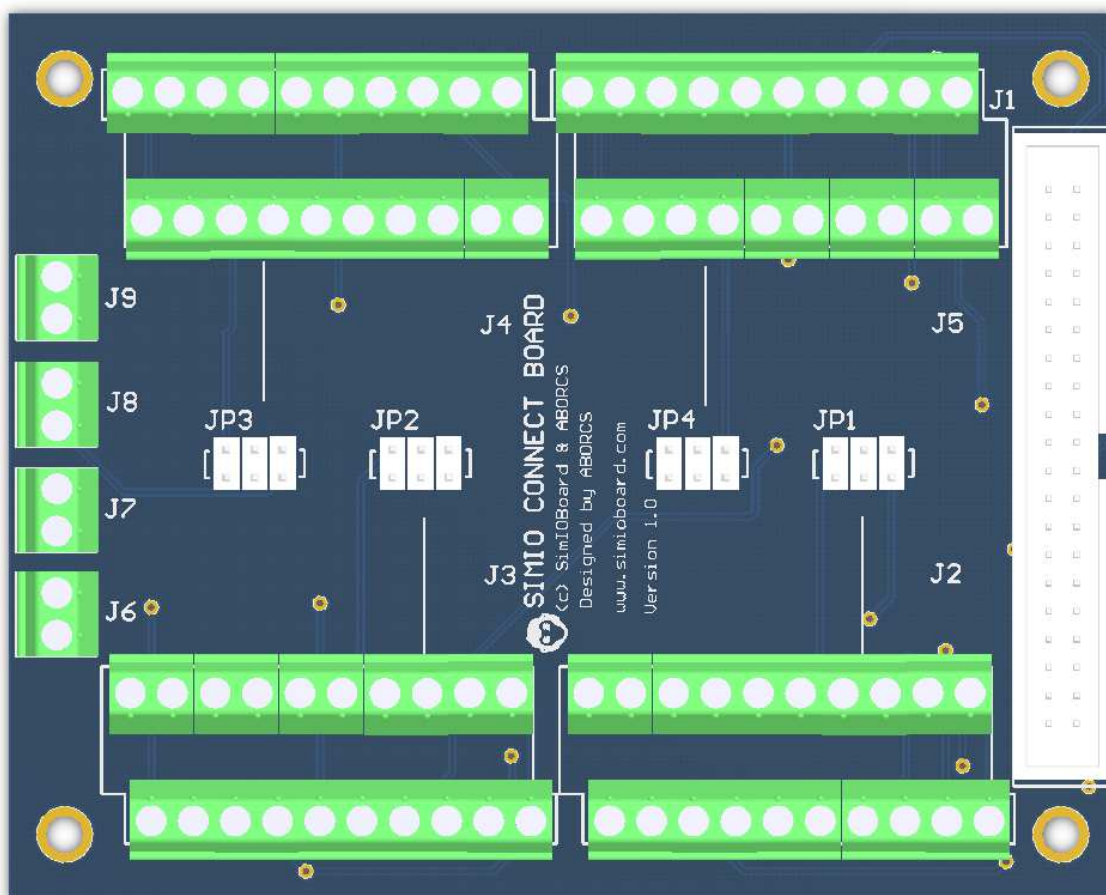 J1
J9
J4
J5
J8
JP3
JP2
JP4
JP1
J7
J3
J2
J6
SIMIO CONNECT BOARD
(c) SimIOBoard & ABORCS
Designed by ABORCS
www.simioboard.com
Version 1.0